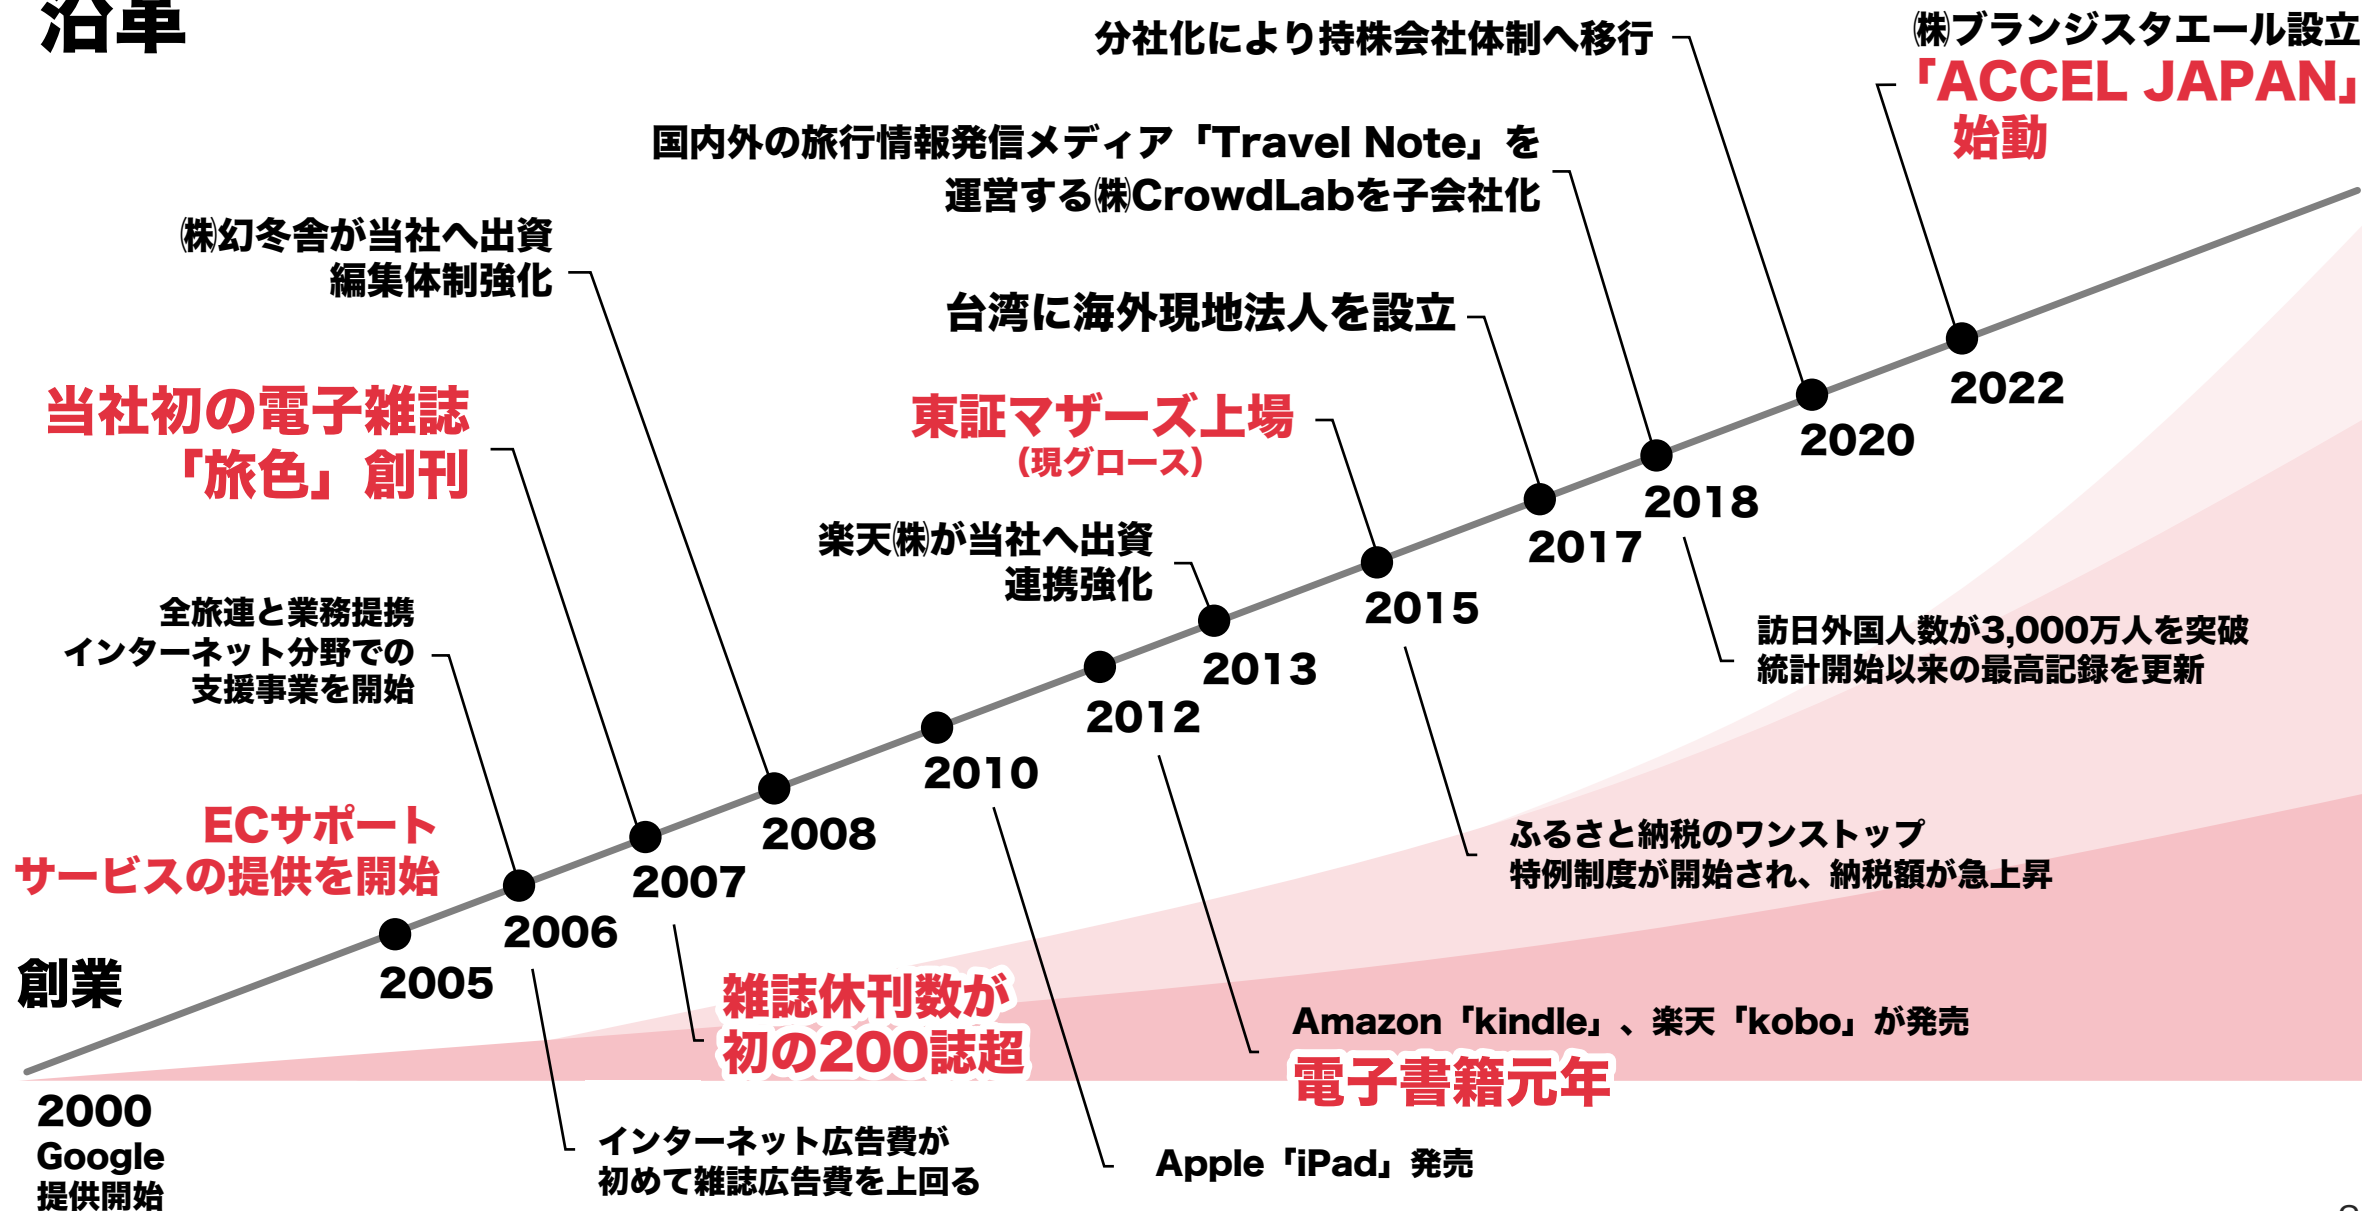 沿革
分社化により持株会社体制へ移行
㈱ブランジスタエール設立
「ACCEL JAPAN」
始動
国内外の旅行情報発信メディア「Travel Note」を
運営する㈱CrowdLabを子会社化
㈱幻冬舎が当社へ出資
編集体制強化
台湾に海外現地法人を設立
当社初の電子雑誌
「旅色」創刊
東証マザーズ上場
（現グロース）
楽天㈱が当社へ出資
連携強化
全旅連と業務提携
インターネット分野での
支援事業を開始
ECサポート
サービスの提供を開始
創業
2022
2020
2018
2017
2015
2013
2012
2010
2008
2007
2006
2005
訪日外国人数が3,000万人を突破
統計開始以来の最高記録を更新
ふるさと納税のワンストップ
特例制度が開始され、納税額が急上昇
雑誌休刊数が
初の200誌超
Amazon「kindle」、楽天「kobo」が発売
電子書籍元年
2000
Google
提供開始
インターネット広告費が
初めて雑誌広告費を上回る
Apple「iPad」発売